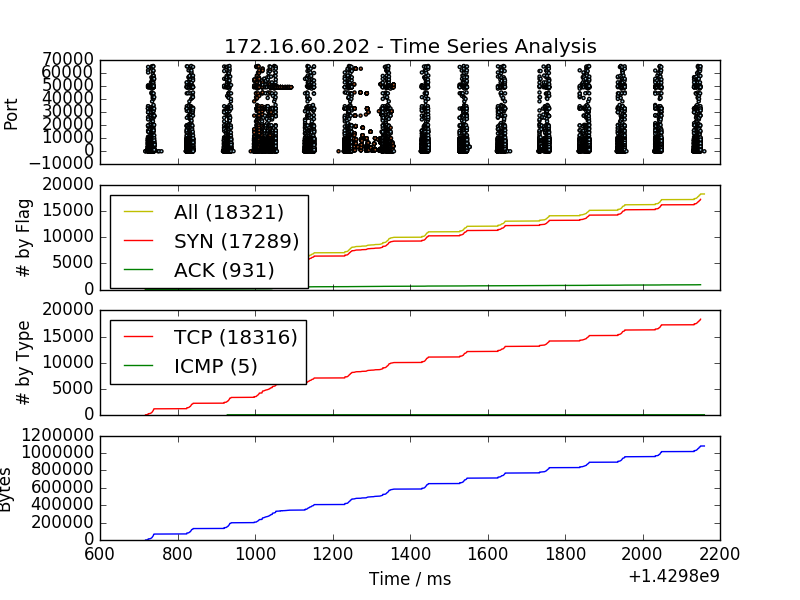 172.16.60.202 - Time Series Analysis
70000
60000
50000
40000
30000
20000
10000
0
−10000
Port
20000
15000
10000
5000
0
# by Flag
All (18321)
SYN (17289)
ACK (931)
20000
15000
10000
5000
0
# by Type
TCP (18316)
ICMP (5)
1200000
1000000
800000
600000
400000
200000
0
Bytes
600 800 1000 1200 1400 1600 1800 2000 2200
Time / ms
+1.4298e9